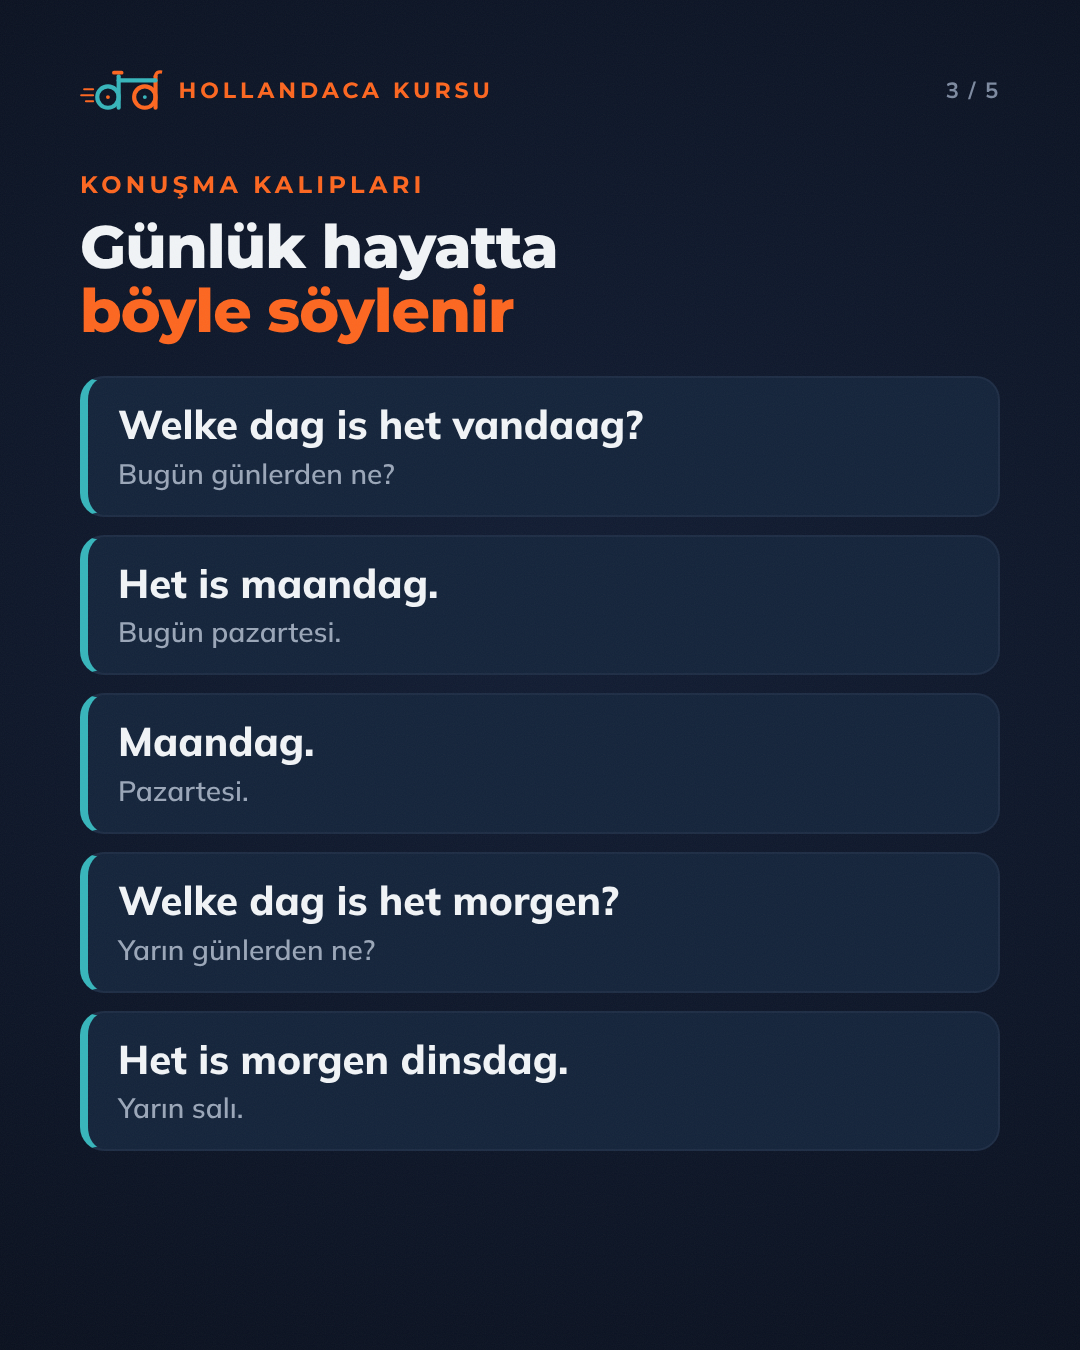 HOLLANDACA KURSU
3 / 5
KONUŞMA KALIPLARI
Günlük hayatta
böyle söylenir
Welke dag is het vandaag?
Bugün günlerden ne?
Het is maandag.
Bugün pazartesi.
Maandag.
Pazartesi.
Welke dag is het morgen?
Yarın günlerden ne?
Het is morgen dinsdag.
Yarın salı.